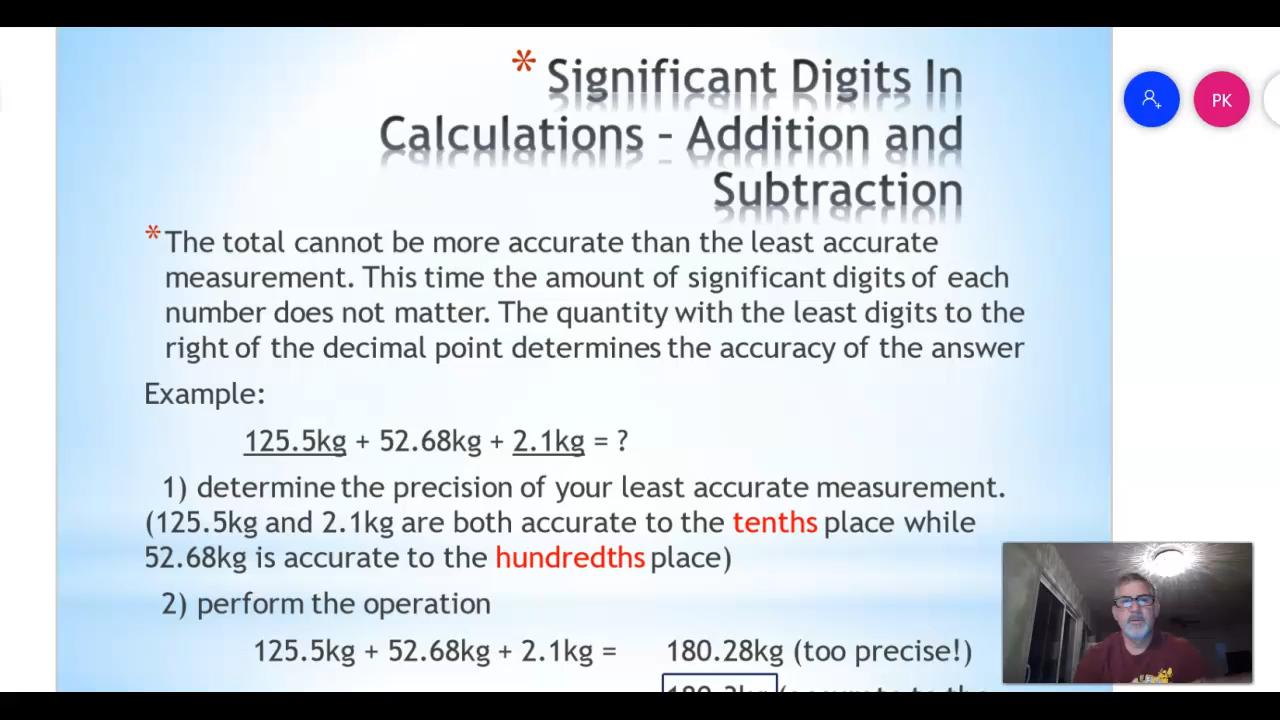 * Significant Digits In
Calculations – Addition and
Subtraction
PK
* The total cannot be more accurate than the least accurate
measurement. This time the amount of significant digits of each
number does not matter. The quantity with the least digits to the
right of the decimal point determines the accuracy of the answer
Example:
125.5kg + 52.68kg + 2.1kg = ?
1) determine the precision of your least accurate measurement.
(125.5kg and 2.1kg are both accurate to the tenths place while
52.68kg is accurate to the hundredths place)
2) perform the operation
125.5kg + 52.68kg + 2.1kg = 180.28kg (too precise!)